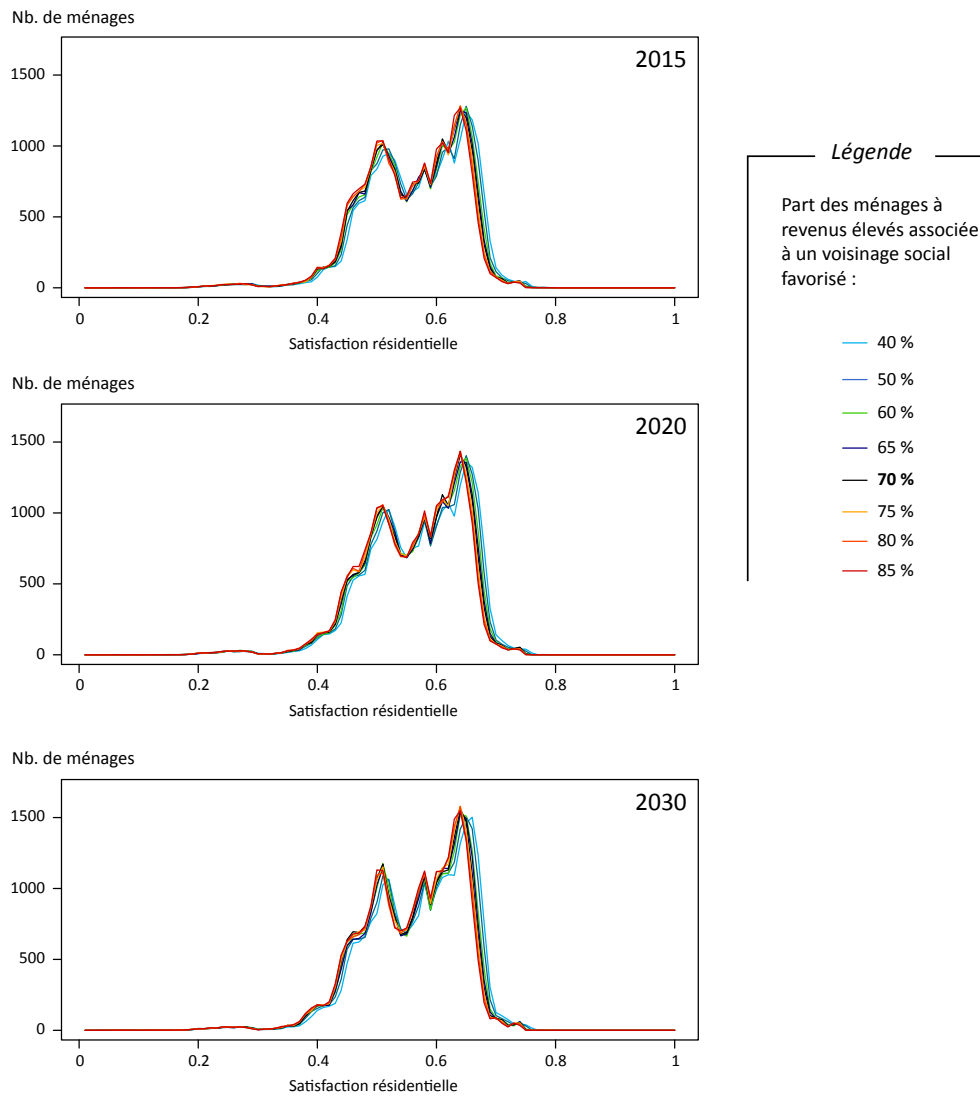 Nb. de ménages
2015
1500
1000
500
0
0 0.2 0.4 0.6 0.8 1
Satisfaction résidentielle
Nb. de ménages
2020
1500
1000
500
0
0 0.2 0.4 0.6 0.8 1
Satisfaction résidentielle
Nb. de ménages
2030
1500
1000
500
0
0 0.2 0.4 0.6 0.8 1
Satisfaction résidentielle
Légende
Part des ménages à
revenus élevés associée
à un voisinage social
favorisé :
40 %
50 %
60 %
65 %
70 %
75 %
80 %
85 %